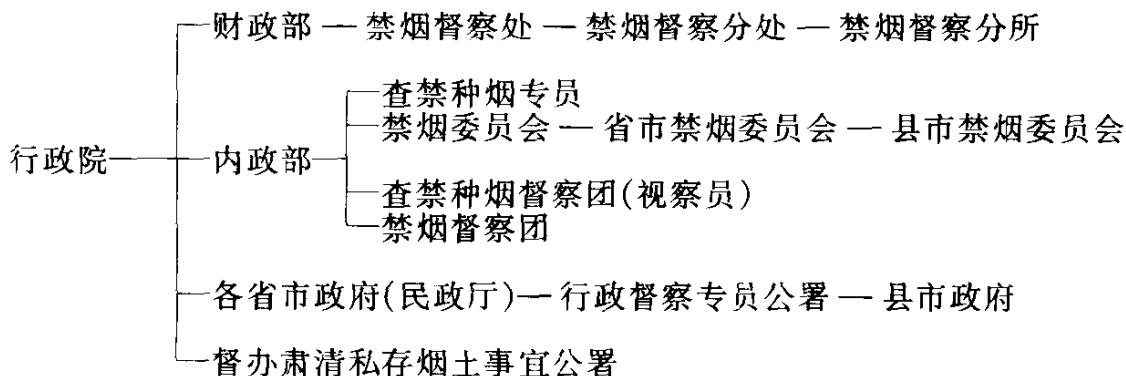 财政部 — 禁烟督察处 — 禁烟督察分处 — 禁烟督察分所
查禁种烟专员
禁烟委员会 — 省市禁烟委员会 — 县市禁烟委员会
行政院 内政部
查禁种烟督察团(视察员)
禁烟督察团
各省市政府(民政厅) — 行政督察专员公署 — 县市政府
督办肃清私存烟土事宜公署